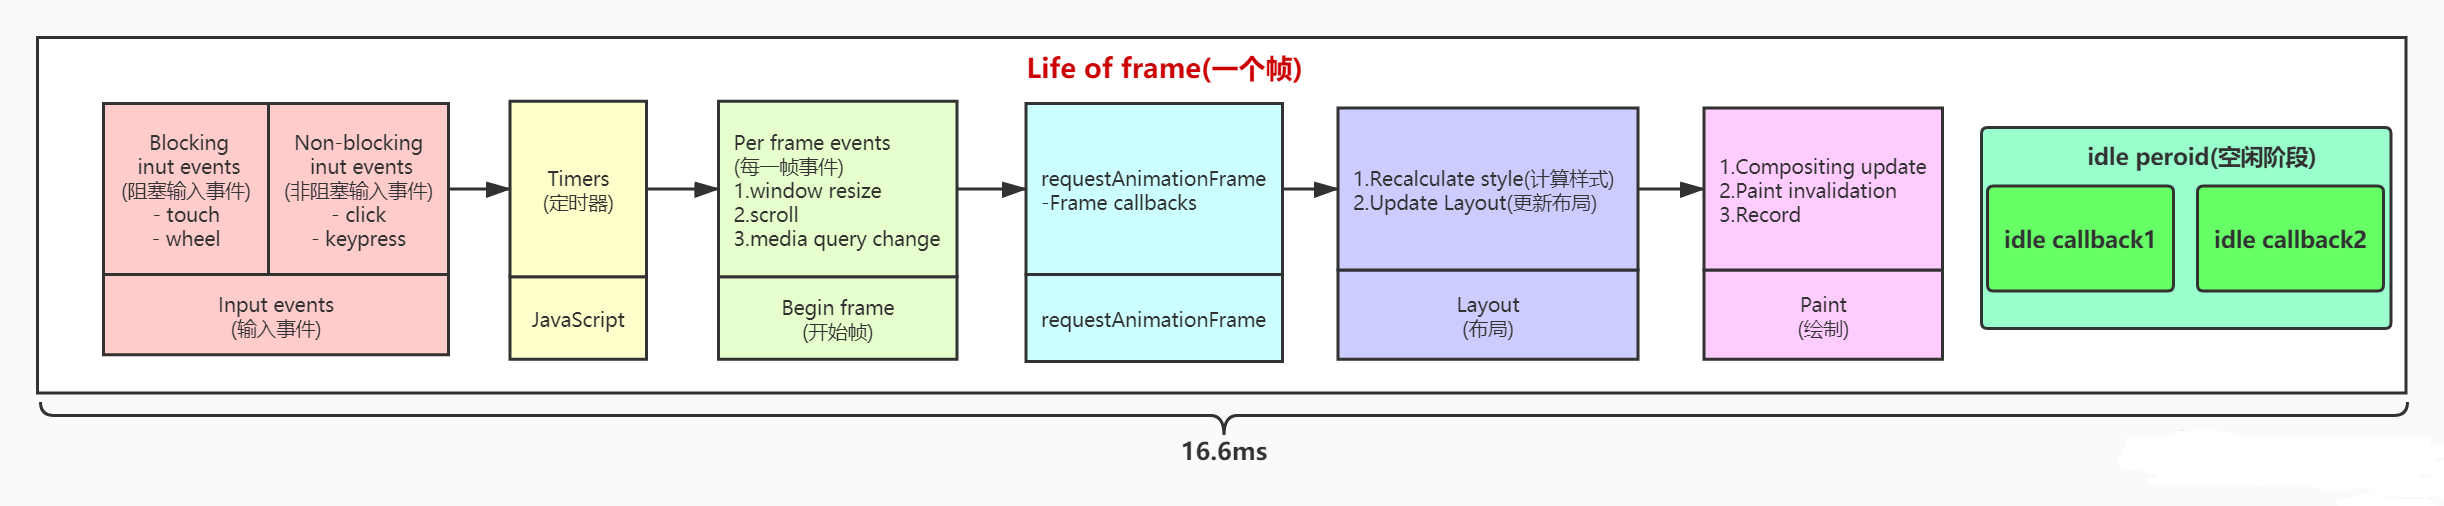 Life of frame(一个帧)
Blocking
inut events
(阻塞输入事件)
- touch
- wheel
Non-blocking
inut events
(非阻塞输入事件)
- click
- keypress
Input events
(输入事件)
Timers
(定时器)
JavaScript
Per frame events
(每一帧事件)
1.window resize
2.scroll
3.media query change
Begin frame
(开始帧)
requestAnimationFrame
-Frame callbacks
requestAnimationFrame
1.Recalculate style(计算样式)
2.Update Layout(更新布局)
Layout
(布局)
1.Compositing update
2.Paint invalidation
3.Record
Paint
(绘制)
idle peroid(空闲阶段)
idle callback1
idle callback2
16.6ms